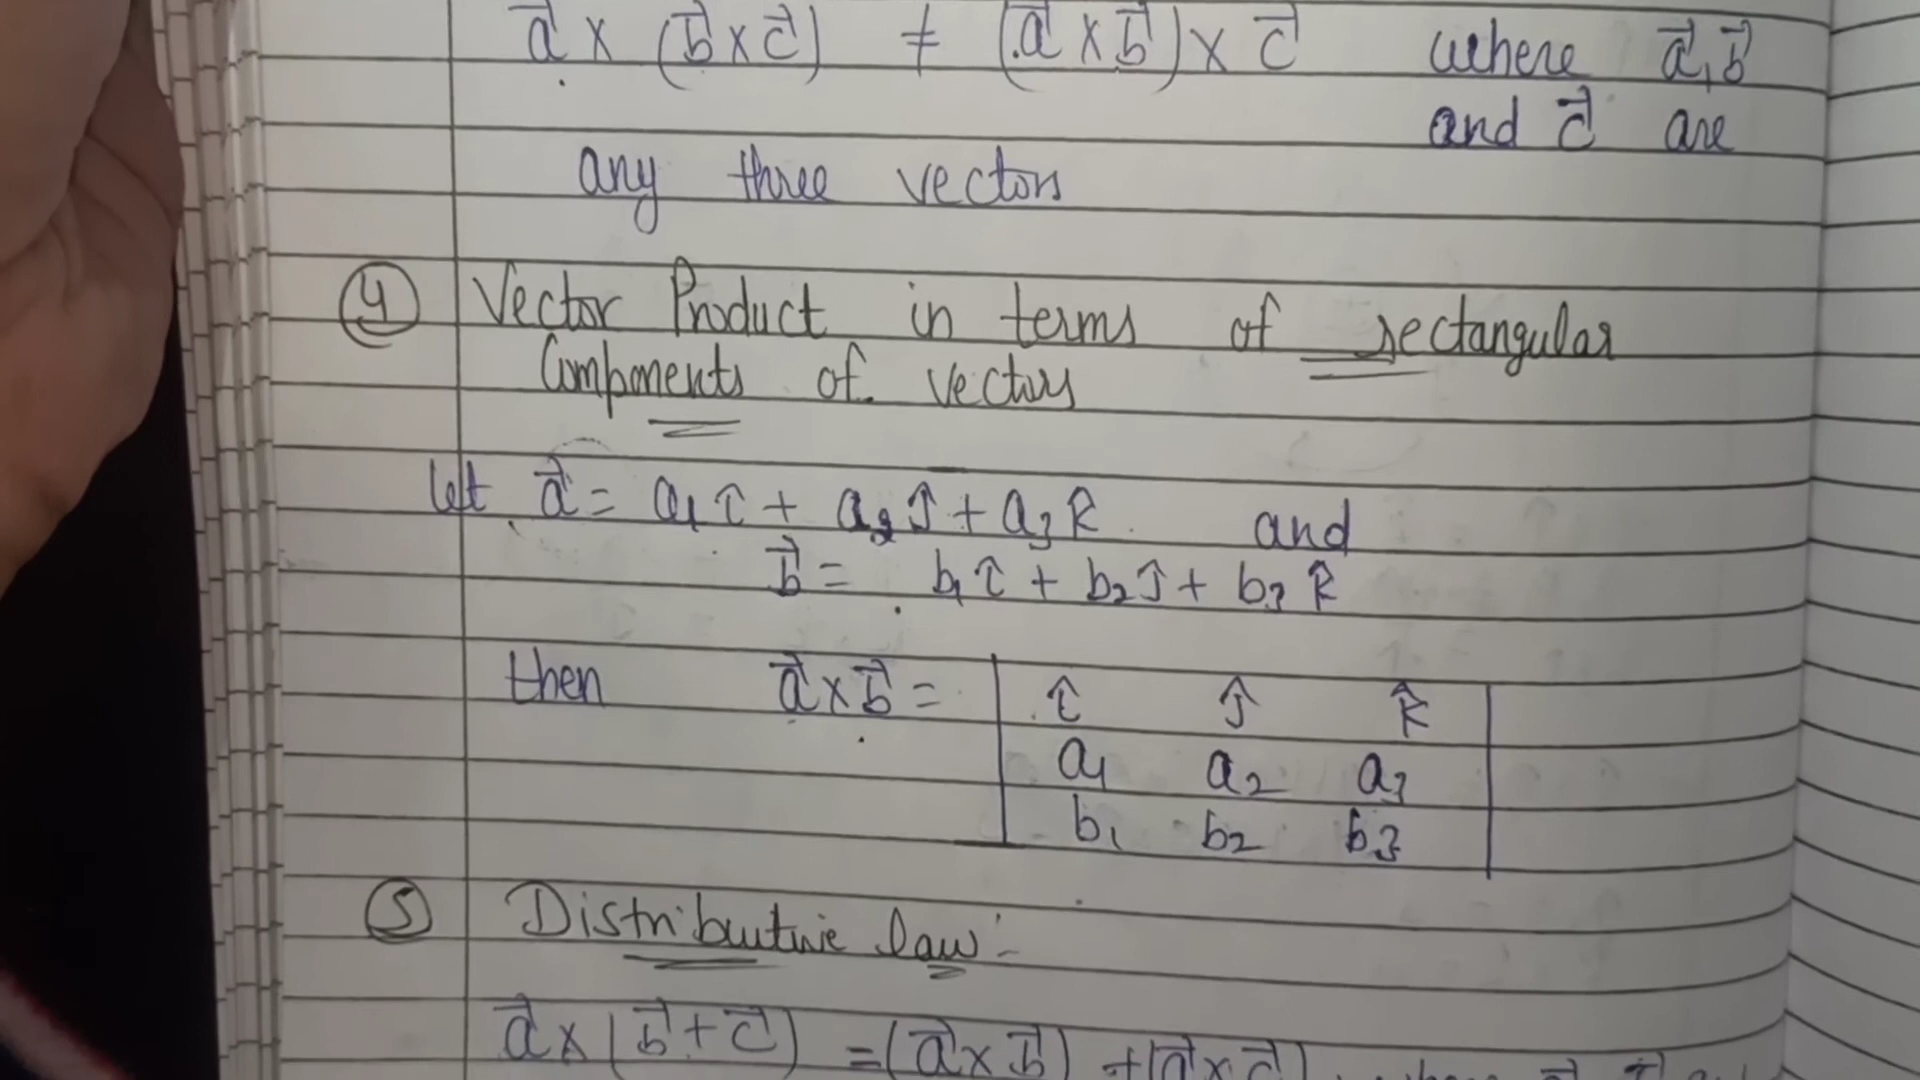 a⃗ × (b⃗ × c⃗) ≠ (a⃗ × b⃗) × c⃗ where a⃗, b⃗
and c⃗ are
any three vectors
④ Vector Product in terms of rectangular
Components of vectors
let a⃗ = a₁î + a₂ĵ + a₃k̂ and
b⃗ = b₁î + b₂ĵ + b₃k̂
then a⃗ × b⃗ = | î ĵ k̂ |
| a₁ a₂ a₃ |
| b₁ b₂ b₃ |
⑤ Distributive law:-
a⃗ × (b⃗ + c⃗) = (a⃗ × b⃗) + (a⃗ × c⃗)